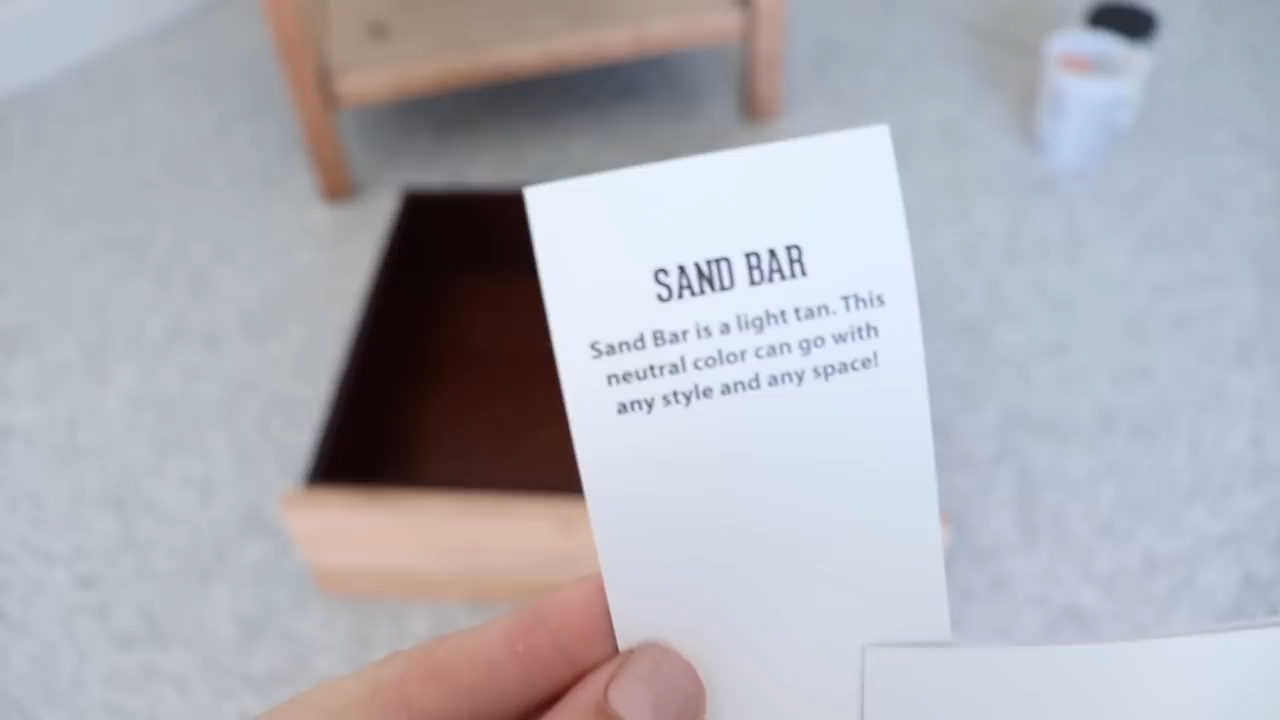 SAND BAR
Sand Bar is a light tan. This
neutral color can go with
any style and any space!